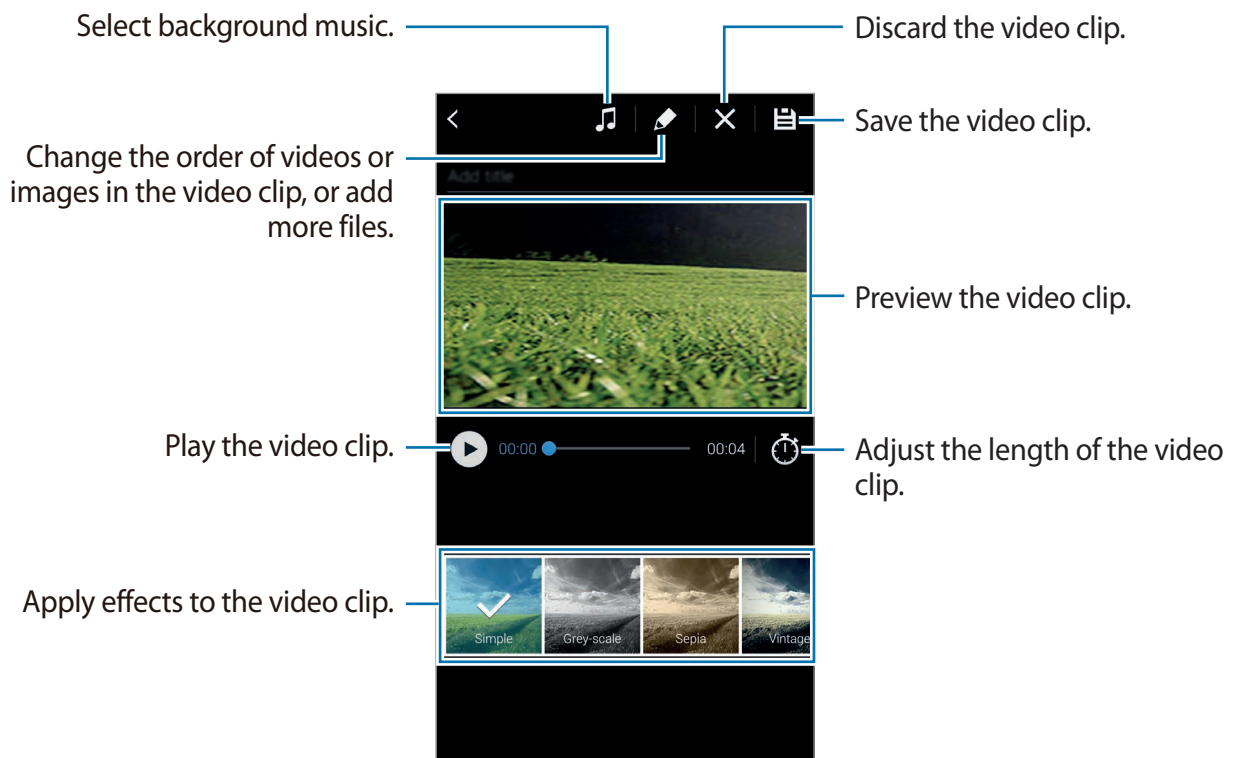 Select background music.
Discard the video clip.
Save the video clip.
Change the order of videos or
images in the video clip, or add
more files.
Add title
Preview the video clip.
Play the video clip.
00:00
00:04
Adjust the length of the video
clip.
Apply effects to the video clip.
Simple
Grey-scale
Sepia
Vintage